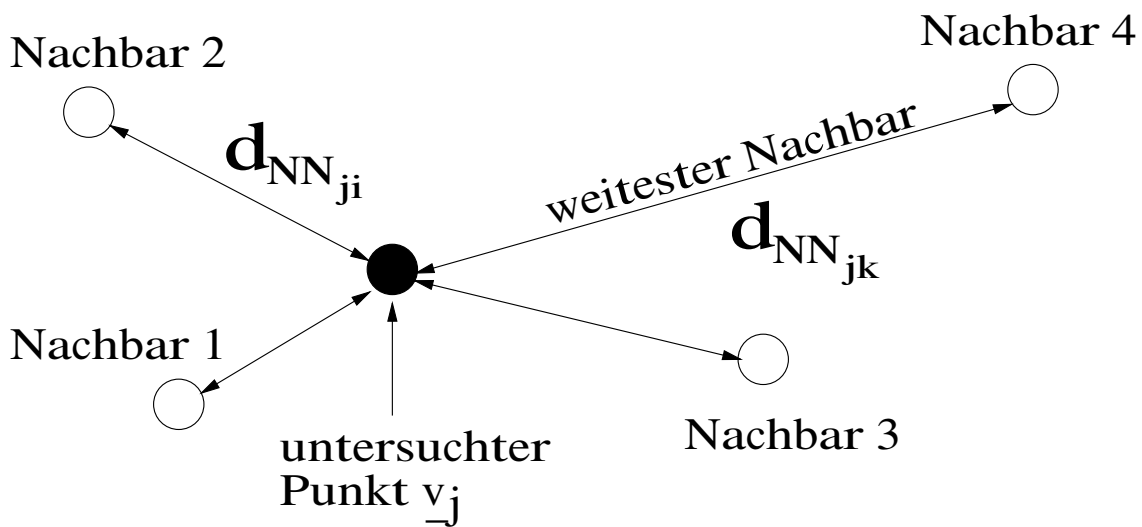 Nachbar 2
Nachbar 4
d_NN_ji
weitester Nachbar
d_NN_jk
Nachbar 1
Nachbar 3
untersuchter
Punkt v_j